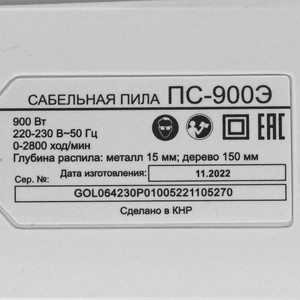 САБЕЛЬНАЯ ПИЛА ПС-900Э
900 Вт
220-230 В~50 Гц
0-2800 ход/мин
EAC
Глубина распила: металл 15 мм; дерево 150 мм
Сер. №: Дата изготовления: 11.2022
GOL064230P01005221105270
Сделано в КНР